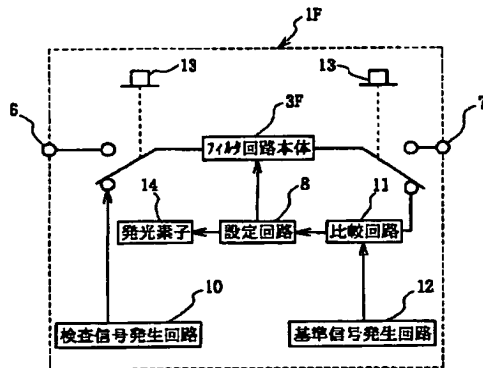 1F
13
13
6
7
3F
フィルタ回路本体
14
8
11
発光素子
設定回路
比較回路
10
12
検査信号発生回路
基準信号発生回路